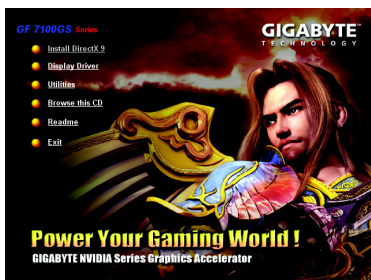 GF 7100GS Series
GIGABYTE
TECHNOLOGY
Install DirectX 9
Display Driver
Utilities
Browse this CD
Readme
Exit
Power Your Gaming World !
GIGABYTE NVIDIA Series Graphics Accelerator